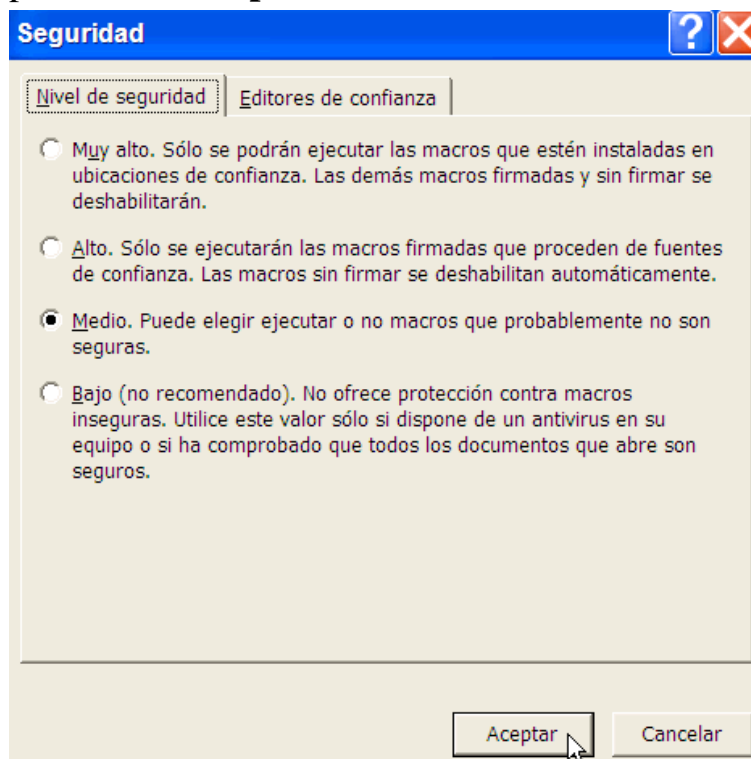 Seguridad
Nivel de seguridad Editores de confianza
Muy alto. Sólo se podrán ejecutar las macros que estén instaladas en
ubicaciones de confianza. Las demás macros firmadas y sin firmar se
deshabilitarán.
Alto. Sólo se ejecutarán las macros firmadas que proceden de fuentes
de confianza. Las macros sin firmar se deshabilitan automáticamente.
Medio. Puede elegir ejecutar o no macros que probablemente no son
seguras.
Bajo (no recomendado). No ofrece protección contra macros
inseguras. Utilice este valor sólo si dispone de un antivirus en su
equipo o si ha comprobado que todos los documentos que abre son
seguros.
Aceptar Cancelar